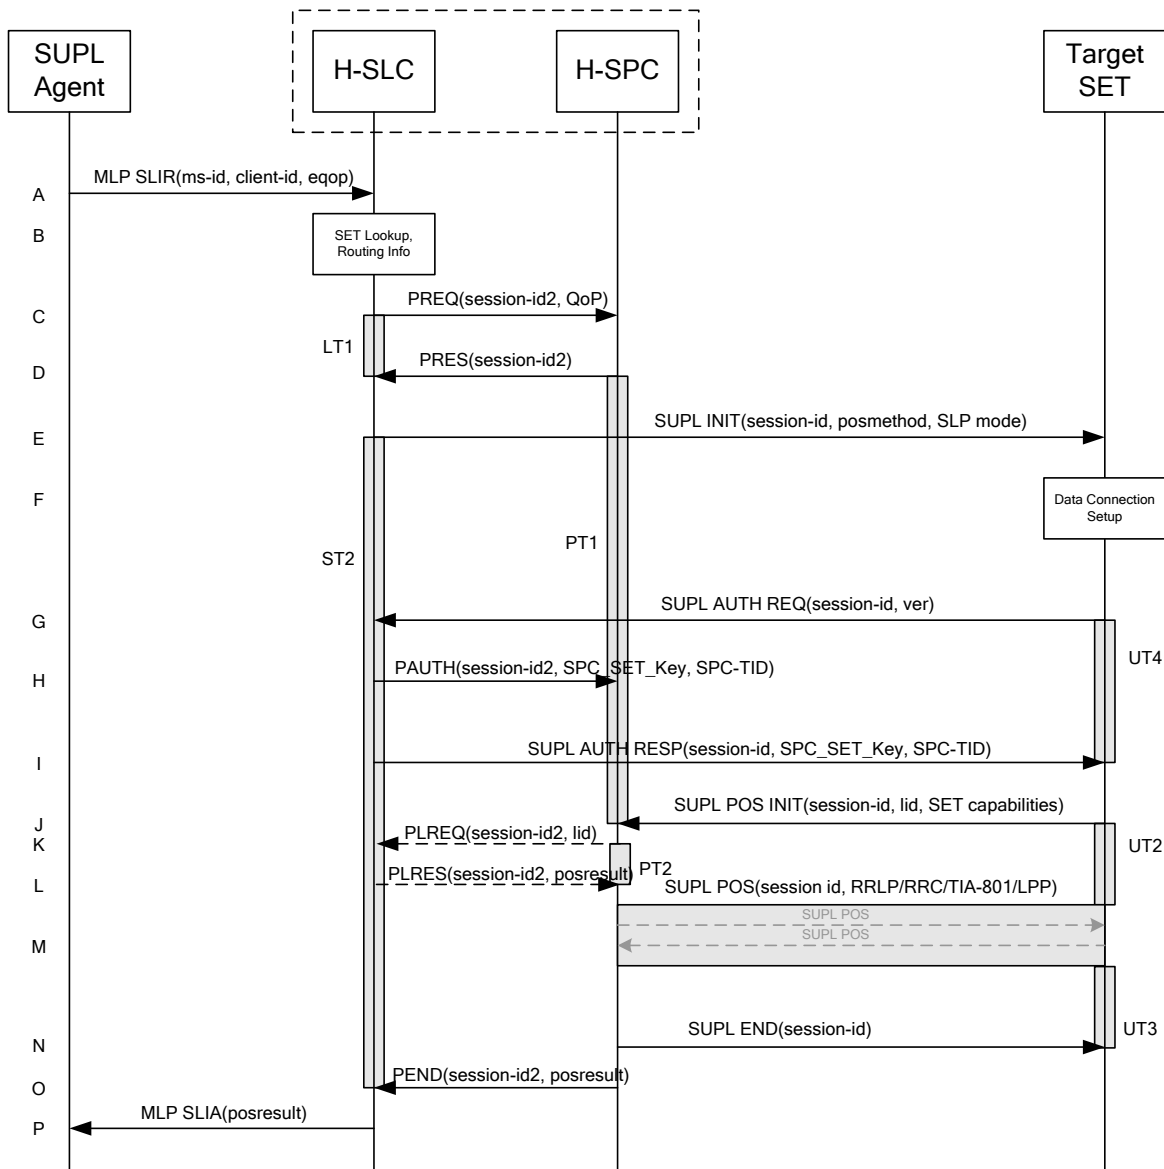 SUPL
Agent
H-SLC
H-SPC
Target
SET
A
MLP SLIR(ms-id, client-id, eqop)
B
SET Lookup,
Routing Info
C
PREQ(session-id2, QoP)
LT1
D
PRES(session-id2)
E
SUPL INIT(session-id, posmethod, SLP mode)
F
Data Connection
Setup
ST2
PT1
G
SUPL AUTH REQ(session-id, ver)
UT4
H
PAUTH(session-id2, SPC_SET_Key, SPC-TID)
I
SUPL AUTH RESP(session-id, SPC_SET_Key, SPC-TID)
J
SUPL POS INIT(session-id, lid, SET capabilities)
K
PLREQ(session-id2, lid)
UT2
L
PLRES(session-id2, posresult)
PT2
SUPL POS(session id, RRLP/RRC/TIA-801/LPP)
SUPL POS
SUPL POS
M
N
SUPL END(session-id)
UT3
O
PEND(session-id2, posresult)
P
MLP SLIA(posresult)